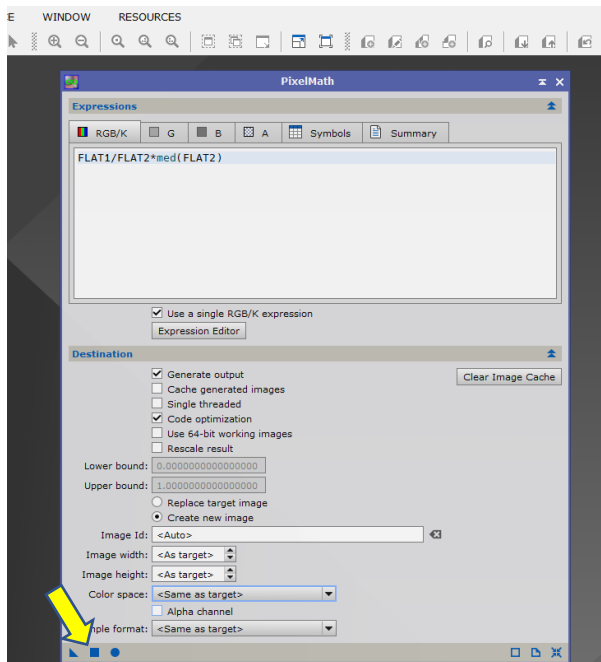 E WINDOW RESOURCES
PixelMath
Expressions
RGB/K G B A Symbols Summary
FLAT1/FLAT2*med(FLAT2)
Use a single RGB/K expression
Expression Editor
Destination
Generate output Clear Image Cache
Cache generated images
Single threaded
Code optimization
Use 64-bit working images
Rescale result
Lower bound: 0.0000000000000000
Upper bound: 1.0000000000000000
Replace target image
Create new image
Image Id: <Auto>
Image width: <As target>
Image height: <As target>
Color space: <Same as target>
Alpha channel
mple format: <Same as target>